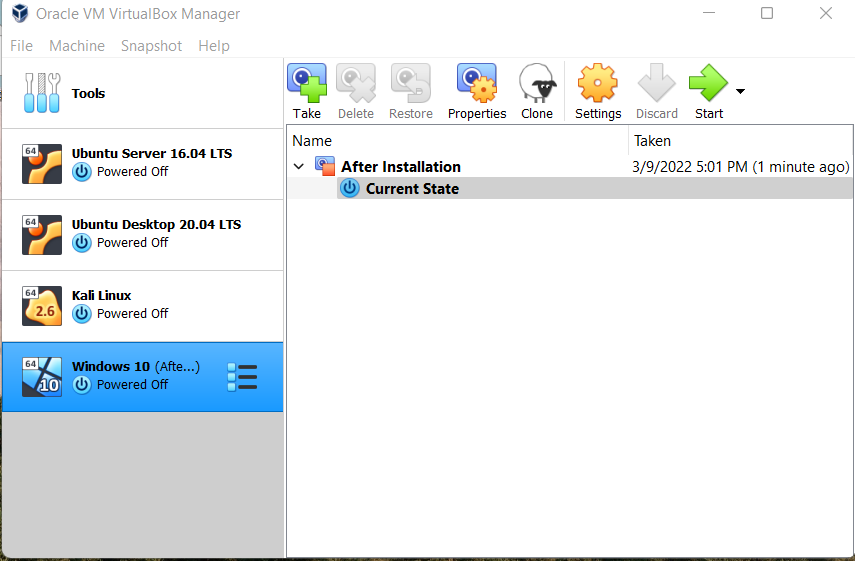 Oracle VM VirtualBox Manager
File Machine Snapshot Help
Tools
64
Ubuntu Server 16.04 LTS
Powered Off
64
Ubuntu Desktop 20.04 LTS
Powered Off
64
2.6
Kali Linux
Powered Off
64
10
Windows 10 (Afte...)
Powered Off
Take Delete Restore Properties Clone Settings Discard Start
Name Taken
After Installation 3/9/2022 5:01 PM (1 minute ago)
Current State